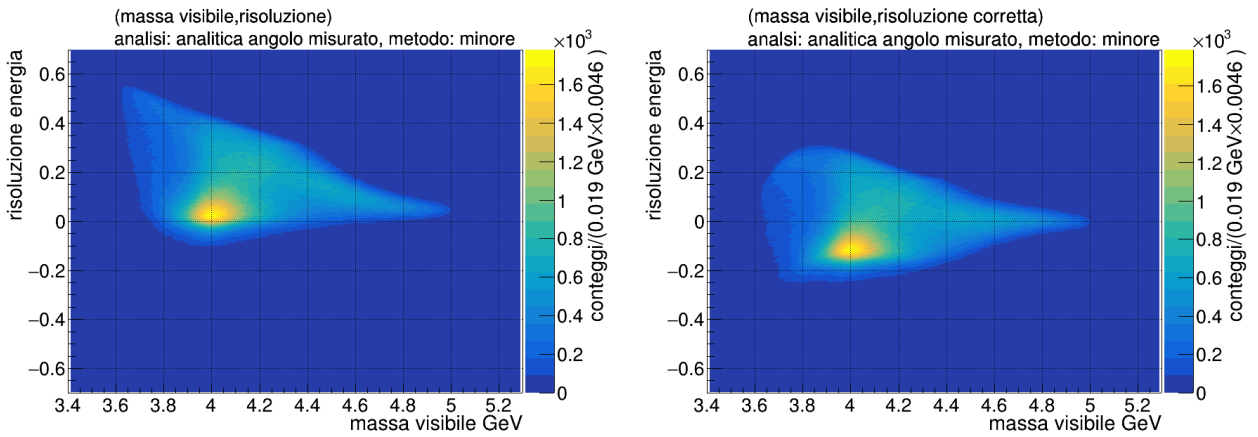 (massa visibile,risoluzione)
analisi: analitica angolo misurato, metodo: minore
×10³
risoluzione energia
0.6
0.4
0.2
0
−0.2
−0.4
−0.6
3.4 3.6 3.8 4 4.2 4.4 4.6 4.8 5 5.2
massa visibile GeV
1.6
1.4
1.2
1
0.8
0.6
0.4
0.2
0
conteggi/(0.019 GeV×0.0046 )
(massa visibile,risoluzione corretta)
analsi: analitica angolo misurato, metodo: minore
×10³
risoluzione energia
0.6
0.4
0.2
0
−0.2
−0.4
−0.6
3.4 3.6 3.8 4 4.2 4.4 4.6 4.8 5 5.2
massa visibile GeV
1.6
1.4
1.2
1
0.8
0.6
0.4
0.2
0
conteggi/(0.019 GeV×0.0046 )